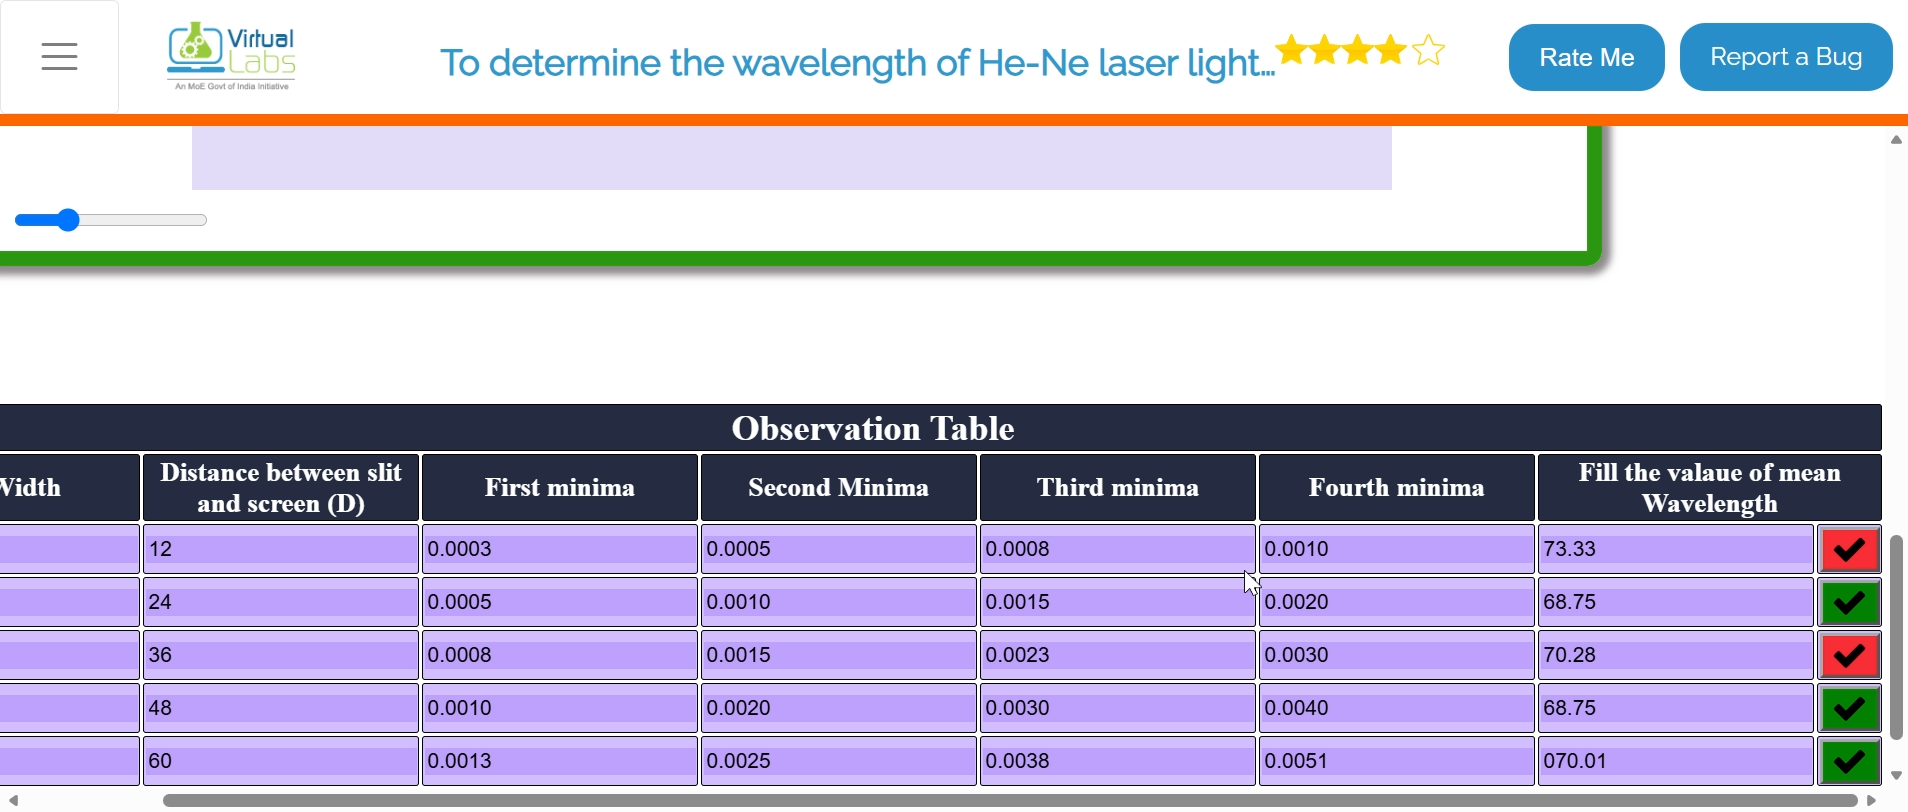 Virtual
Labs
An MoE Govt of India Initiative
To determine the wavelength of He-Ne laser light...
Rate Me
Report a Bug
Observation Table
Width
Distance between slit
and screen (D)
First minima
Second Minima
Third minima
Fourth minima
Fill the valaue of mean
Wavelength
12 0.0003 0.0005 0.0008 0.0010 73.33
24 0.0005 0.0010 0.0015 0.0020 68.75
36 0.0008 0.0015 0.0023 0.0030 70.28
48 0.0010 0.0020 0.0030 0.0040 68.75
60 0.0013 0.0025 0.0038 0.0051 070.01